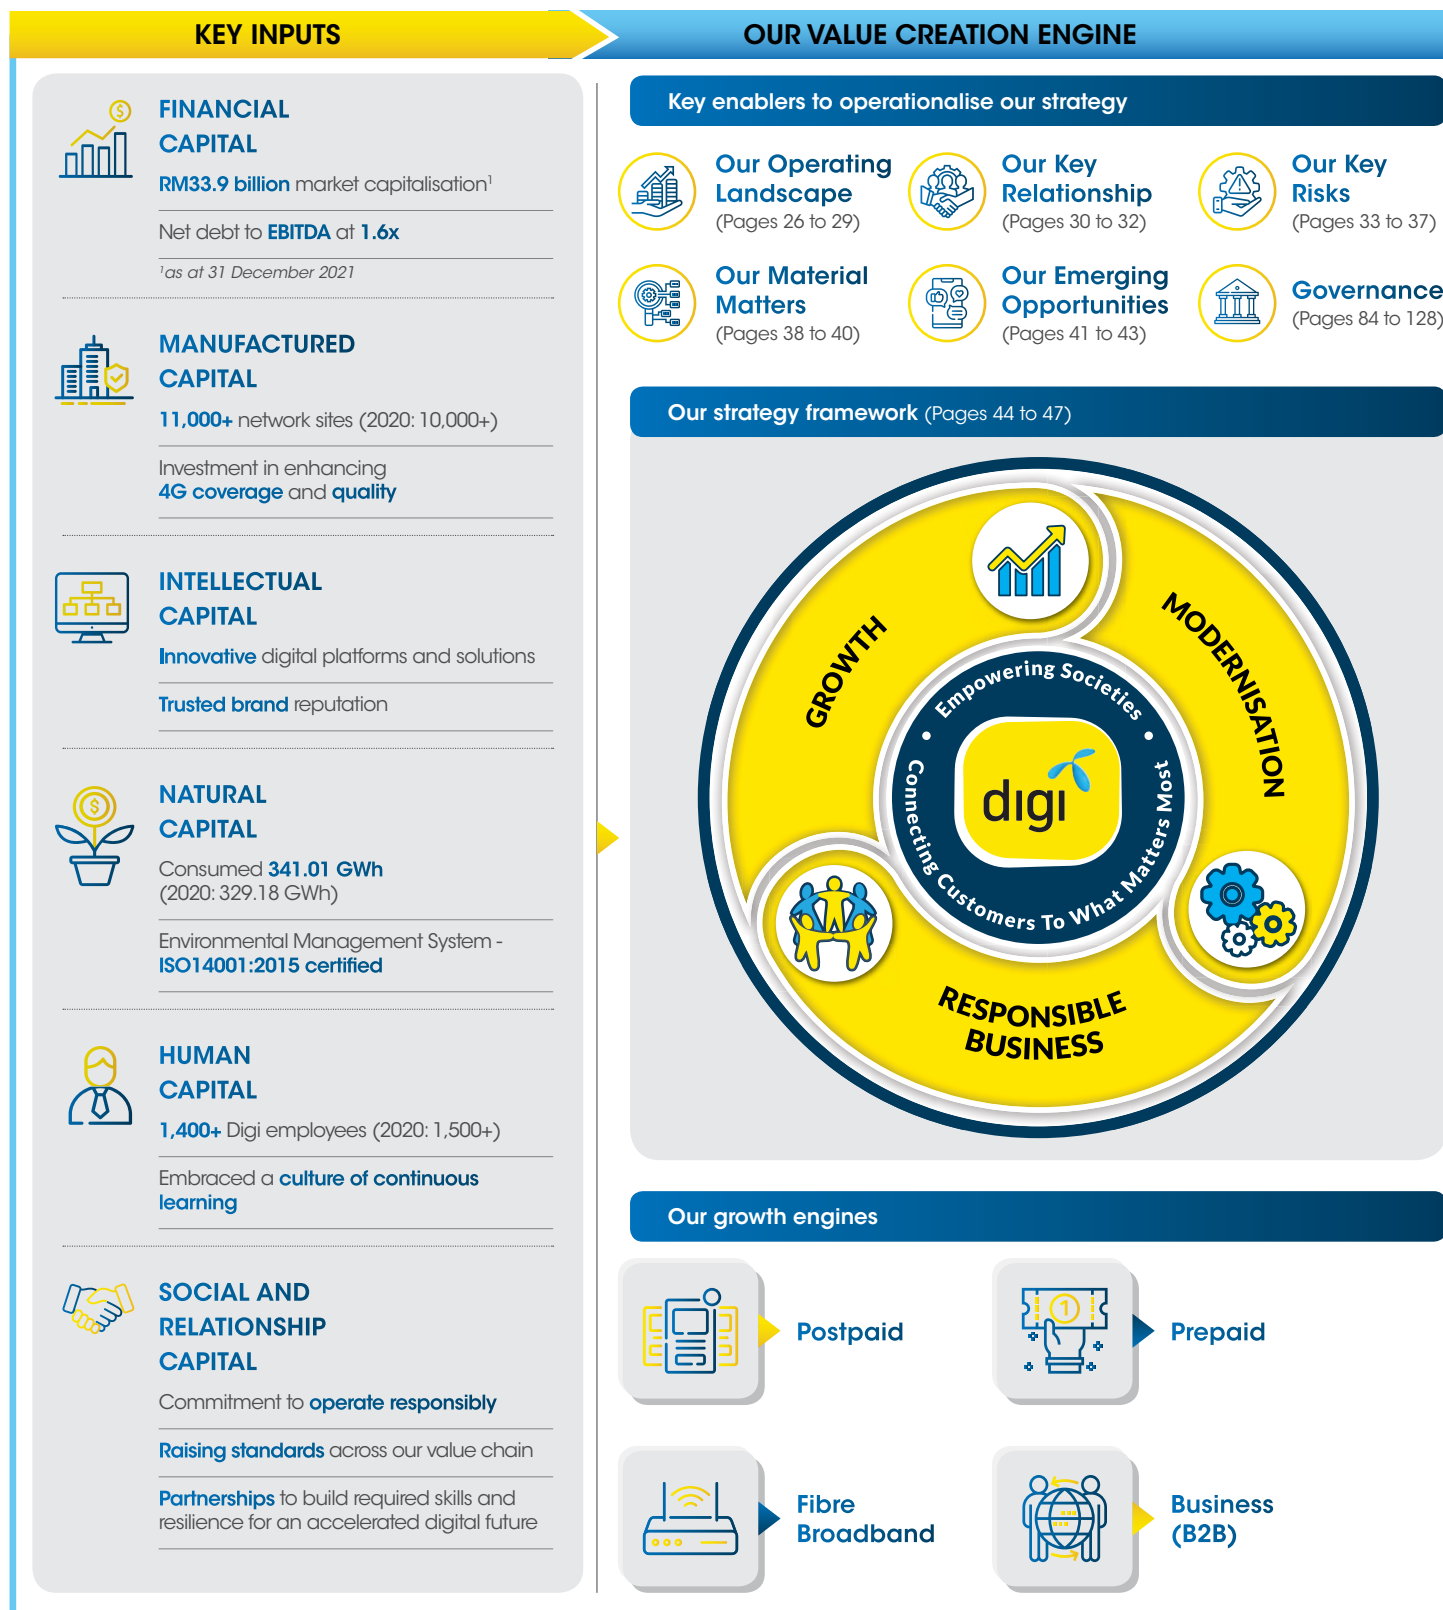 KEY INPUTS
FINANCIAL
CAPITAL
RM33.9 billion market capitalisation¹
Net debt to EBITDA at 1.6x
¹as at 31 December 2021
MANUFACTURED
CAPITAL
11,000+ network sites (2020: 10,000+)
Investment in enhancing
4G coverage and quality
INTELLECTUAL
CAPITAL
Innovative digital platforms and solutions
Trusted brand reputation
NATURAL
CAPITAL
Consumed 341.01 GWh
(2020: 329.18 GWh)
Environmental Management System -
ISO14001:2015 certified
HUMAN
CAPITAL
1,400+ Digi employees (2020: 1,500+)
Embraced a culture of continuous
learning
SOCIAL AND
RELATIONSHIP
CAPITAL
Commitment to operate responsibly
Raising standards across our value chain
Partnerships to build required skills and
resilience for an accelerated digital future
OUR VALUE CREATION ENGINE
Key enablers to operationalise our strategy
Our Operating
Landscape
(Pages 26 to 29)
Our Key
Relationship
(Pages 30 to 32)
Our Key
Risks
(Pages 33 to 37)
Our Material
Matters
(Pages 38 to 40)
Our Emerging
Opportunities
(Pages 41 to 43)
Governance
(Pages 84 to 128)
Our strategy framework (Pages 44 to 47)
GROWTH
MODERNISATION
RESPONSIBLE
BUSINESS
• Empowering Societies •
Connecting Customers To What Matters Most
digi
Our growth engines
Postpaid
1
Prepaid
Fibre
Broadband
Business
(B2B)